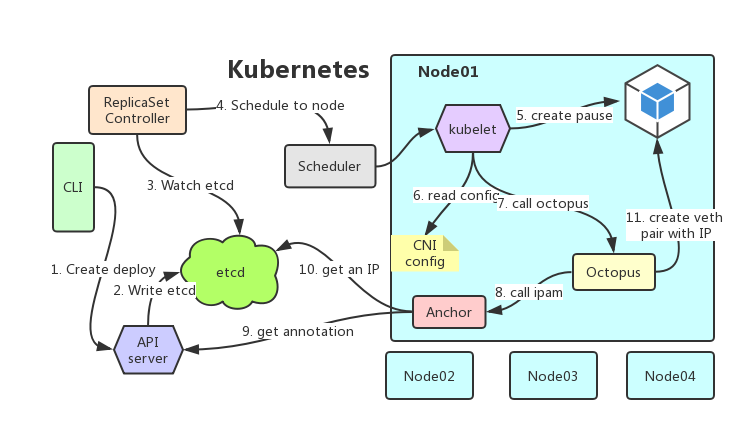 Kubernetes
Node01
ReplicaSet
Controller
4. Schedule to node
5. create pause
kubelet
Scheduler
CLI
3. Watch etcd
6. read config
7. call octopus
11. create veth
pair with IP
CNI
config
1. Create deploy
etcd
10. get an IP
Octopus
2. Write etcd
8. call ipam
Anchor
9. get annotation
API
server
Node02
Node03
Node04